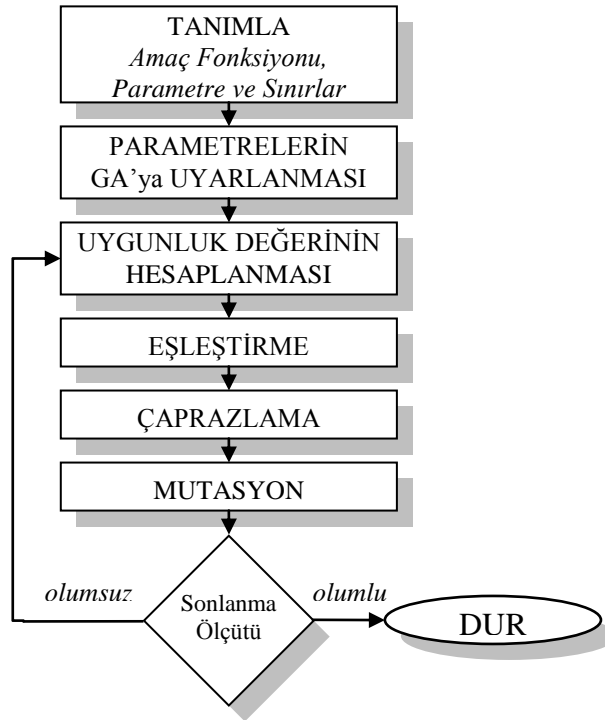 TANIMLA
Amaç Fonksiyonu,
Parametre ve Sınırlar
PARAMETRELERİN
GA’ya UYARLANMASI
UYGUNLUK DEĞERİNİN
HESAPLANMASI
EŞLEŞTİRME
ÇAPRAZLAMA
MUTASYON
olumsuz
Sonlanma
Ölçütü
olumlu
DUR